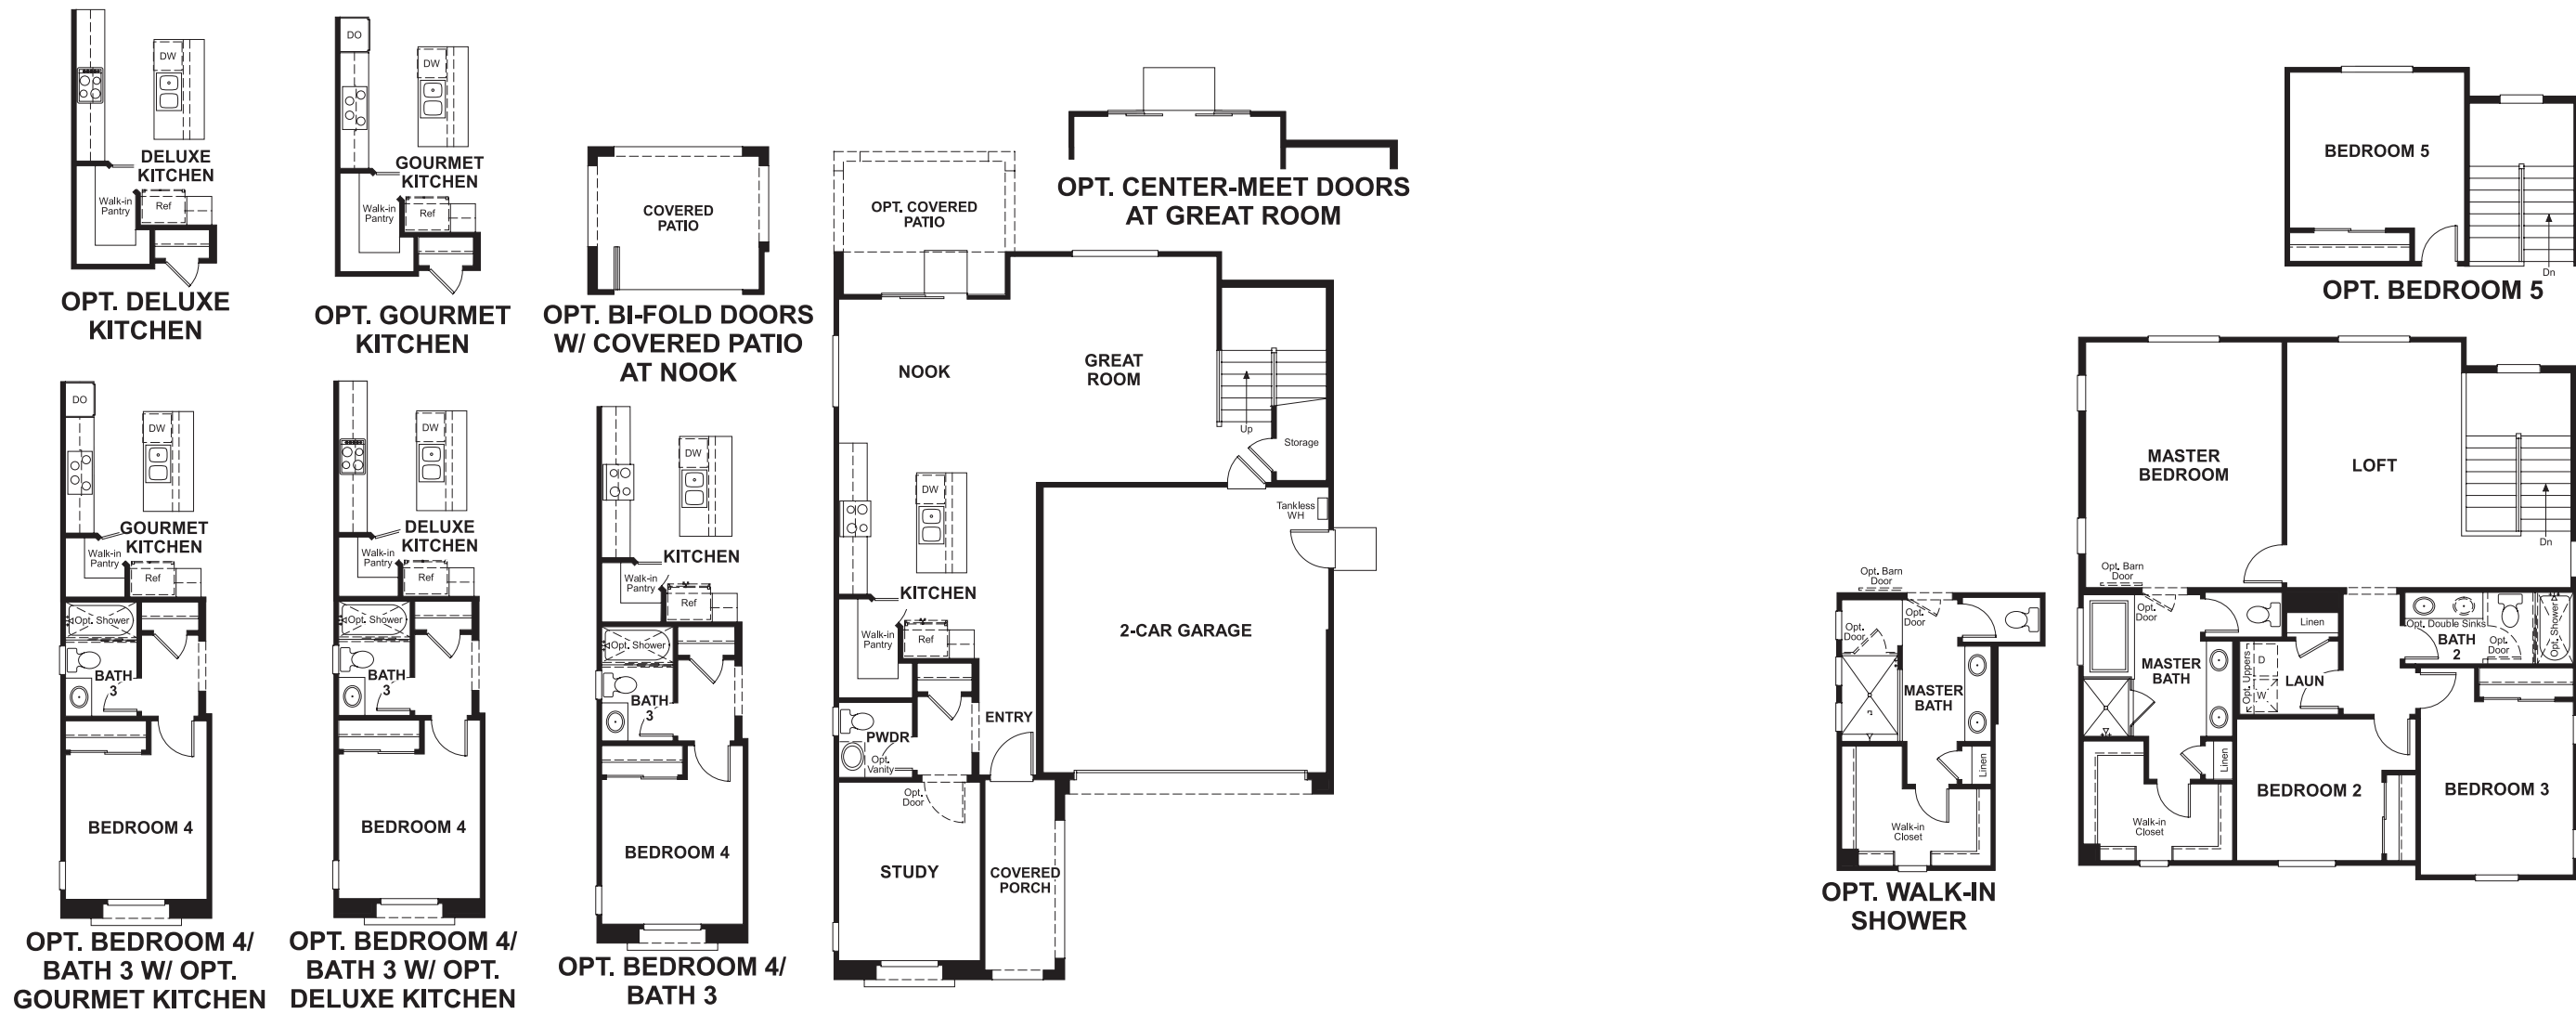 DO
DW
DELUXE
KITCHEN
Walk-in
Pantry
Ref
OPT. DELUXE
KITCHEN
DO
DW
GOURMET
KITCHEN
Walk-in
Pantry
Ref
OPT. GOURMET
KITCHEN
COVERED
PATIO
OPT. BI-FOLD DOORS
W/ COVERED PATIO
AT NOOK
OPT. CENTER-MEET DOORS
AT GREAT ROOM
DO
DW
GOURMET
KITCHEN
Walk-in
Pantry
Ref
Opt. Shower
BATH
3
BEDROOM 4
OPT. BEDROOM 4/
BATH 3 W/ OPT.
GOURMET KITCHEN
DW
DELUXE
KITCHEN
Walk-in
Pantry
Ref
Opt. Shower
BATH
3
BEDROOM 4
OPT. BEDROOM 4/
BATH 3 W/ OPT.
DELUXE KITCHEN
DW
KITCHEN
Walk-in
Pantry
Ref
Opt. Shower
BATH
3
BEDROOM 4
OPT. BEDROOM 4/
BATH 3
OPT. COVERED
PATIO
NOOK
GREAT
ROOM
Up
Storage
DW
Tankless
WH
KITCHEN
Walk-in
Pantry
Ref
2-CAR GARAGE
ENTRY
PWDR
Opt.
Vanity
Opt.
Door
STUDY
COVERED
PORCH
Opt. Barn
Door
Opt.
Door
Opt.
Door
MASTER
BATH
Linen
Walk-in
Closet
OPT. WALK-IN
SHOWER
BEDROOM 5
Dn
OPT. BEDROOM 5
MASTER
BEDROOM
LOFT
Dn
Opt. Barn
Door
Opt.
Door
Linen
Opt. Double Sinks
BATH
2
Opt.
Door
Opt. Shower
MASTER
BATH
Opt. Uppers
D
W
LAUN
Linen
BEDROOM 2
BEDROOM 3
Walk-in
Closet